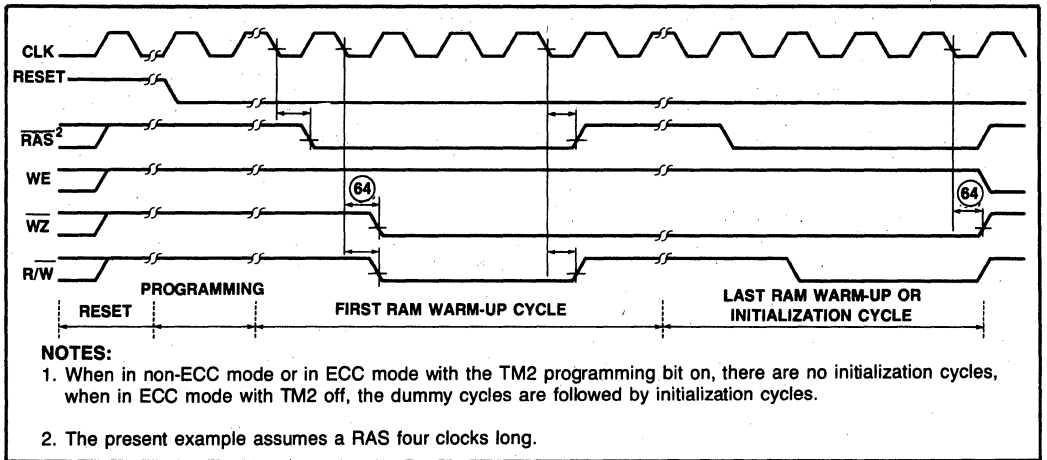 CLK
RESET
RAS 2
WE
64
64
WZ
R/W
PROGRAMMING
RESET
FIRST RAM WARM-UP CYCLE
LAST RAM WARM-UP OR
INITIALIZATION CYCLE
NOTES:
1. When in non-ECC mode or in ECC mode with the TM2 programming bit on, there are no initialization cycles,
when in ECC mode with TM2 off, the dummy cycles are followed by initialization cycles.
2. The present example assumes a RAS four clocks long.